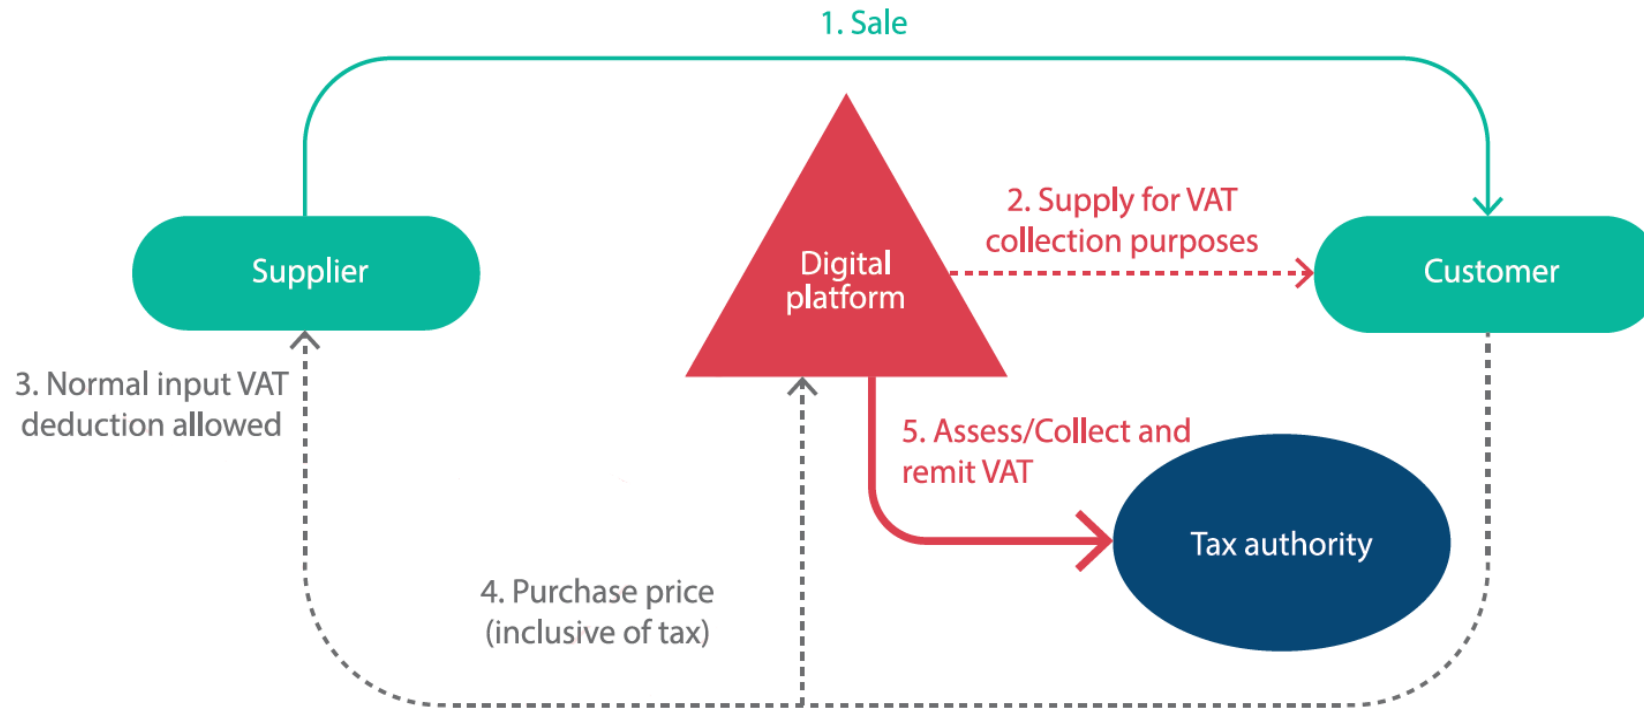 1. Sale
2. Supply for VAT
collection purposes
Supplier
Digital
platform
Customer
3. Normal input VAT
deduction allowed
5. Assess/Collect and
remit VAT
Tax authority
4. Purchase price
(inclusive of tax)